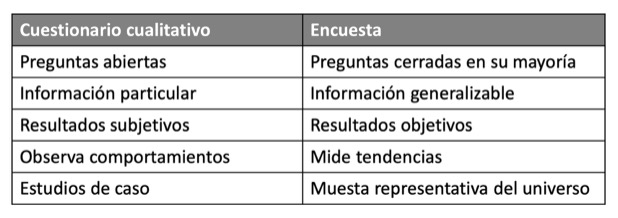 Cuestionario cualitativo Encuesta
Preguntas abiertas Preguntas cerradas en su mayoría
Información particular Información generalizable
Resultados subjetivos Resultados objetivos
Observa comportamientos Mide tendencias
Estudios de caso Muesta representativa del universo